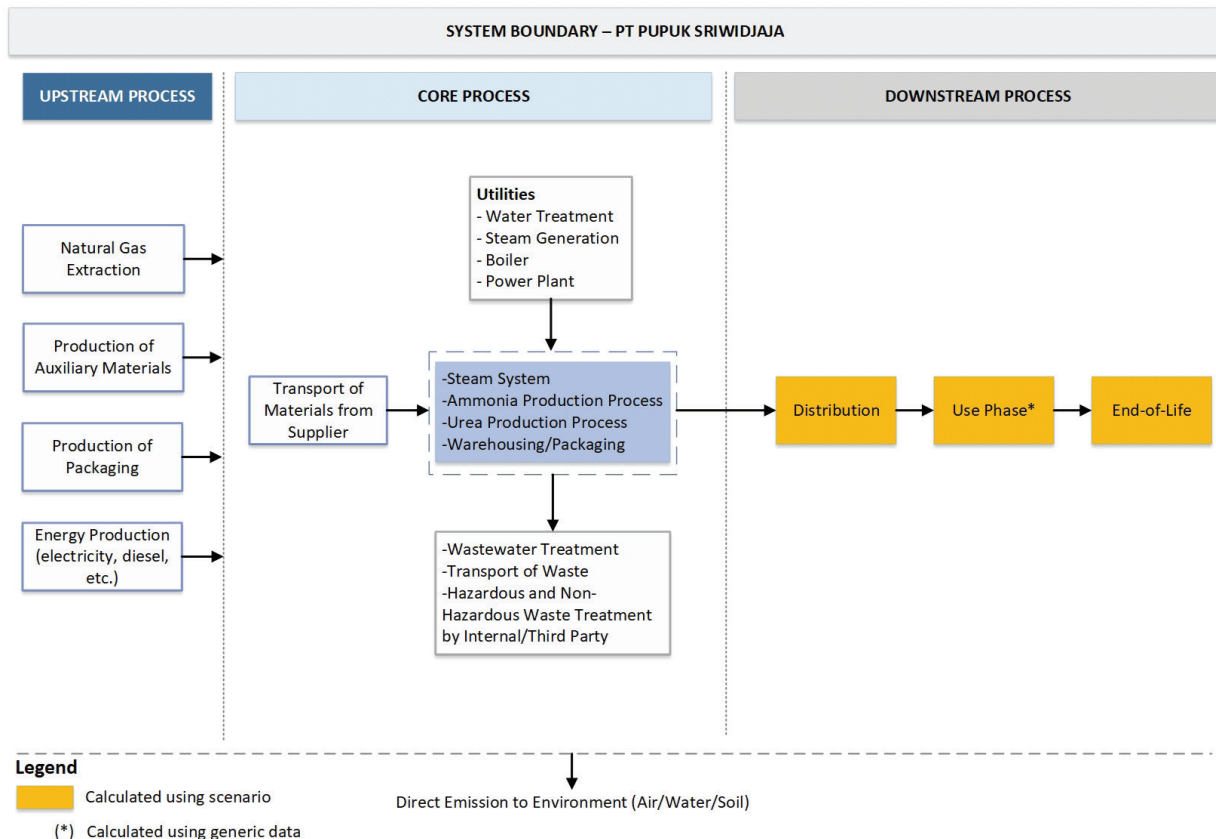 SYSTEM BOUNDARY – PT PUPUK SRIWIDJAJA
UPSTREAM PROCESS
CORE PROCESS
DOWNSTREAM PROCESS
Natural Gas
Extraction
Production of
Auxiliary Materials
Production of
Packaging
Energy Production
(electricity, diesel,
etc.)
Transport of
Materials from
Supplier
Utilities
- Water Treatment
- Steam Generation
- Boiler
- Power Plant
-Steam System
-Ammonia Production Process
-Urea Production Process
-Warehousing/Packaging
-Wastewater Treatment
-Transport of Waste
-Hazardous and Non-
Hazardous Waste Treatment
by Internal/Third Party
Distribution
Use Phase*
End-of-Life
Legend
Calculated using scenario
(*) Calculated using generic data
Direct Emission to Environment (Air/Water/Soil)